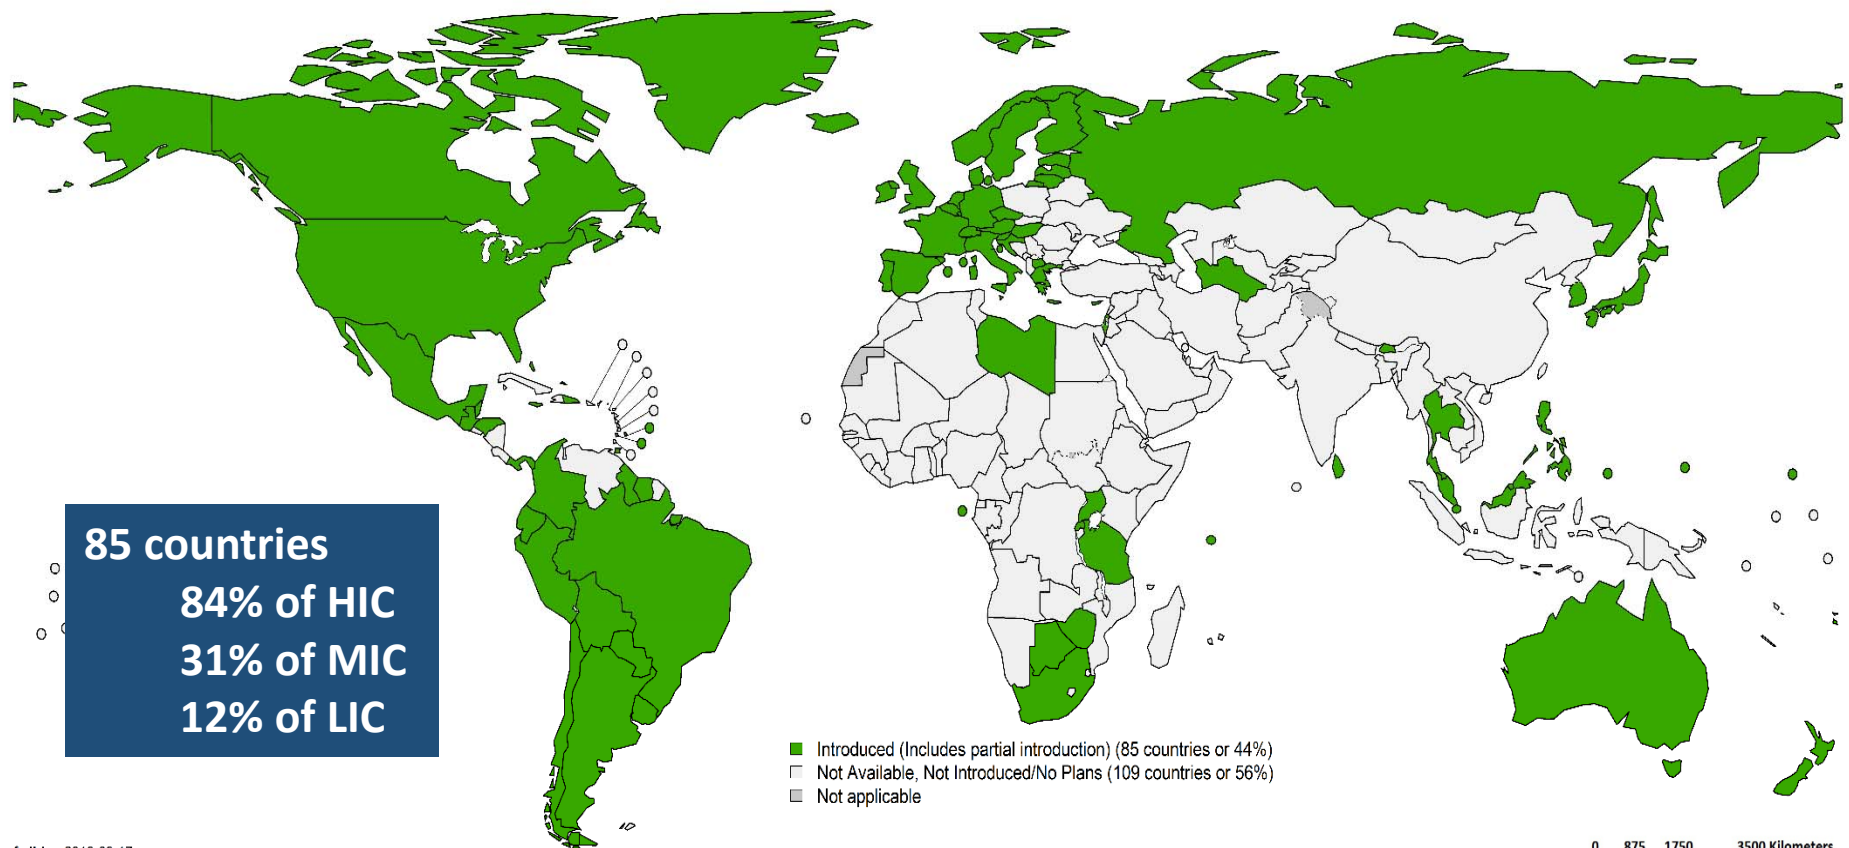 85 countries
84% of HIC
31% of MIC
12% of LIC
Introduced (Includes partial introduction) (85 countries or 44%)
Not Available, Not Introduced/No Plans (109 countries or 56%)
Not applicable
0 875 1750 3500 Kilometers